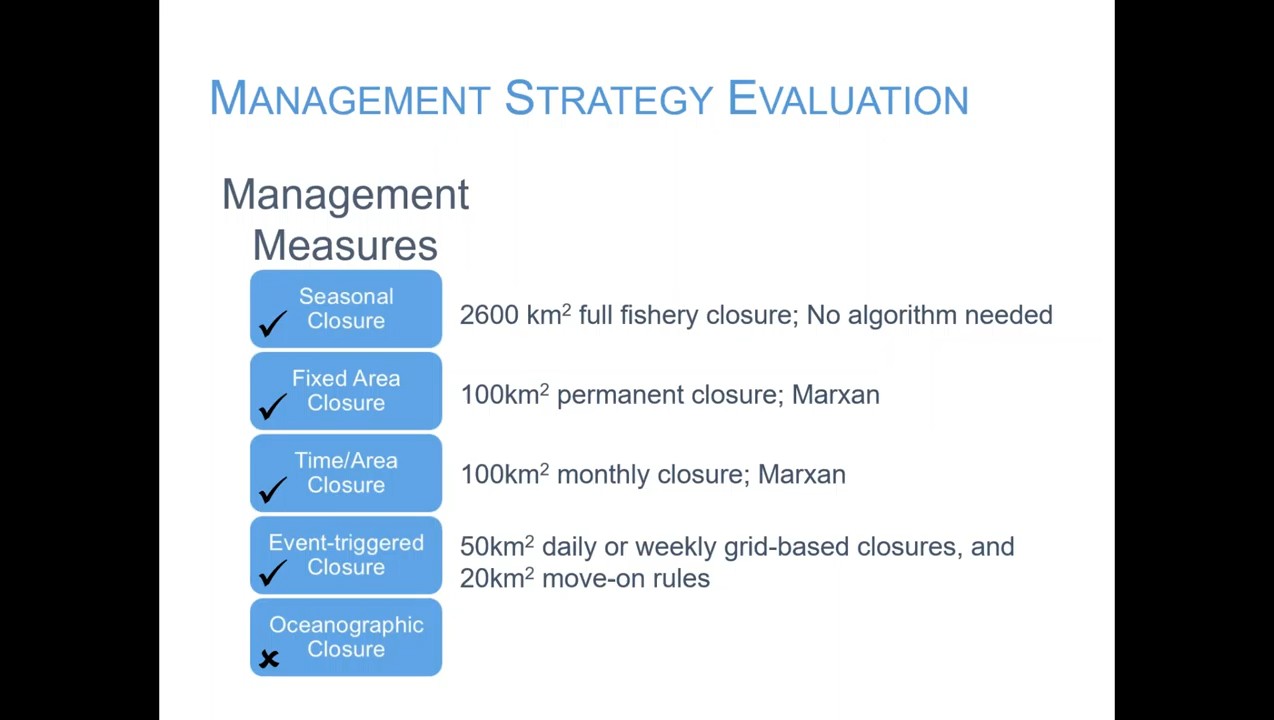 MANAGEMENT STRATEGY EVALUATION
Management
Measures
Seasonal
Closure
2600 km² full fishery closure; No algorithm needed
Fixed Area
Closure
100km² permanent closure; Marxan
Time/Area
Closure
100km² monthly closure; Marxan
Event-triggered
Closure
50km² daily or weekly grid-based closures, and
20km² move-on rules
Oceanographic
Closure